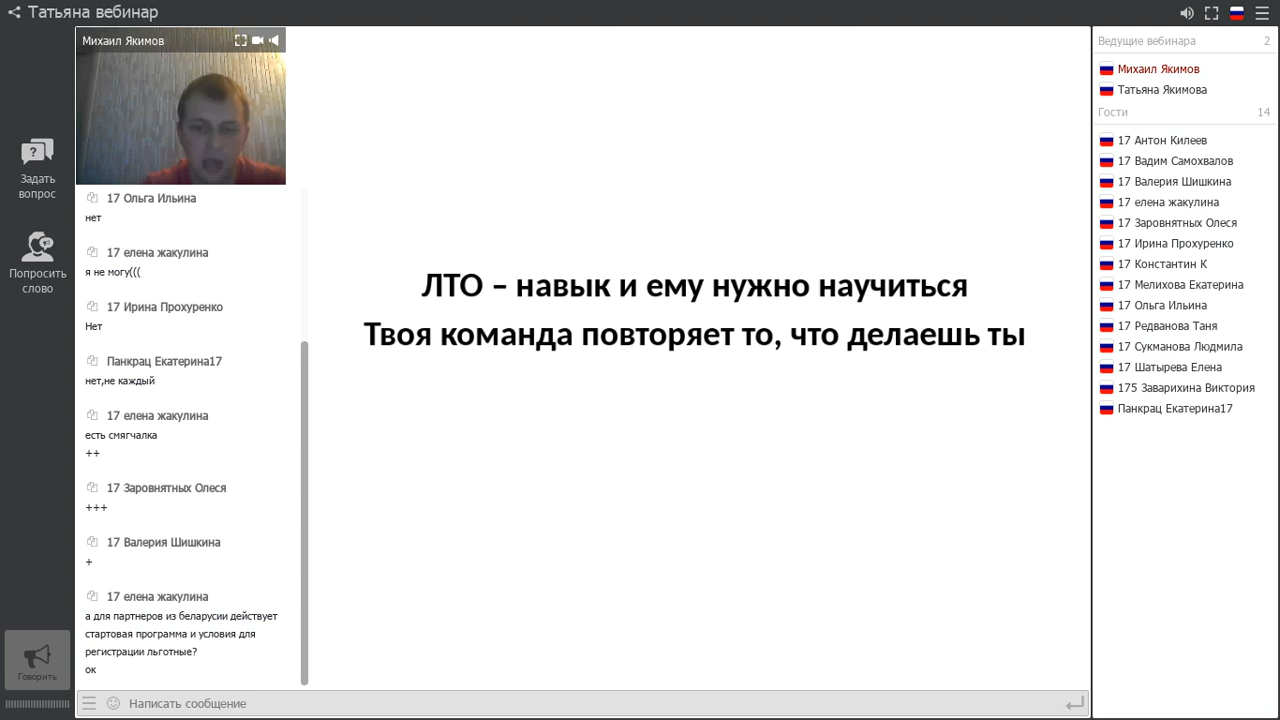 Татьяна вебинар
Задать
вопрос
Попросить
слово
Говорить
Михаил Якимов
17 Ольга Ильина
нет
17 елена жакулина
я не могу(((
17 Ирина Прохуренко
Нет
Панкрац Екатерина17
нет,не каждый
17 елена жакулина
есть смягчалка
++
17 Заровнятных Олеся
+++
17 Валерия Шишкина
+
17 елена жакулина
а для партнеров из беларусии действует
стартовая программа и условия для
регистрации льготные?
ок
Написать сообщение
ЛТО – навык и ему нужно научиться
Твоя команда повторяет то, что делаешь ты
Ведущие вебинара 2
Михаил Якимов
Татьяна Якимова
Гости 14
17 Антон Килеев
17 Вадим Самохвалов
17 Валерия Шишкина
17 елена жакулина
17 Заровнятных Олеся
17 Ирина Прохуренко
17 Константин К
17 Мелихова Екатерина
17 Ольга Ильина
17 Редванова Таня
17 Сукманова Людмила
17 Шатырева Елена
175 Заварихина Виктория
Панкрац Екатерина17